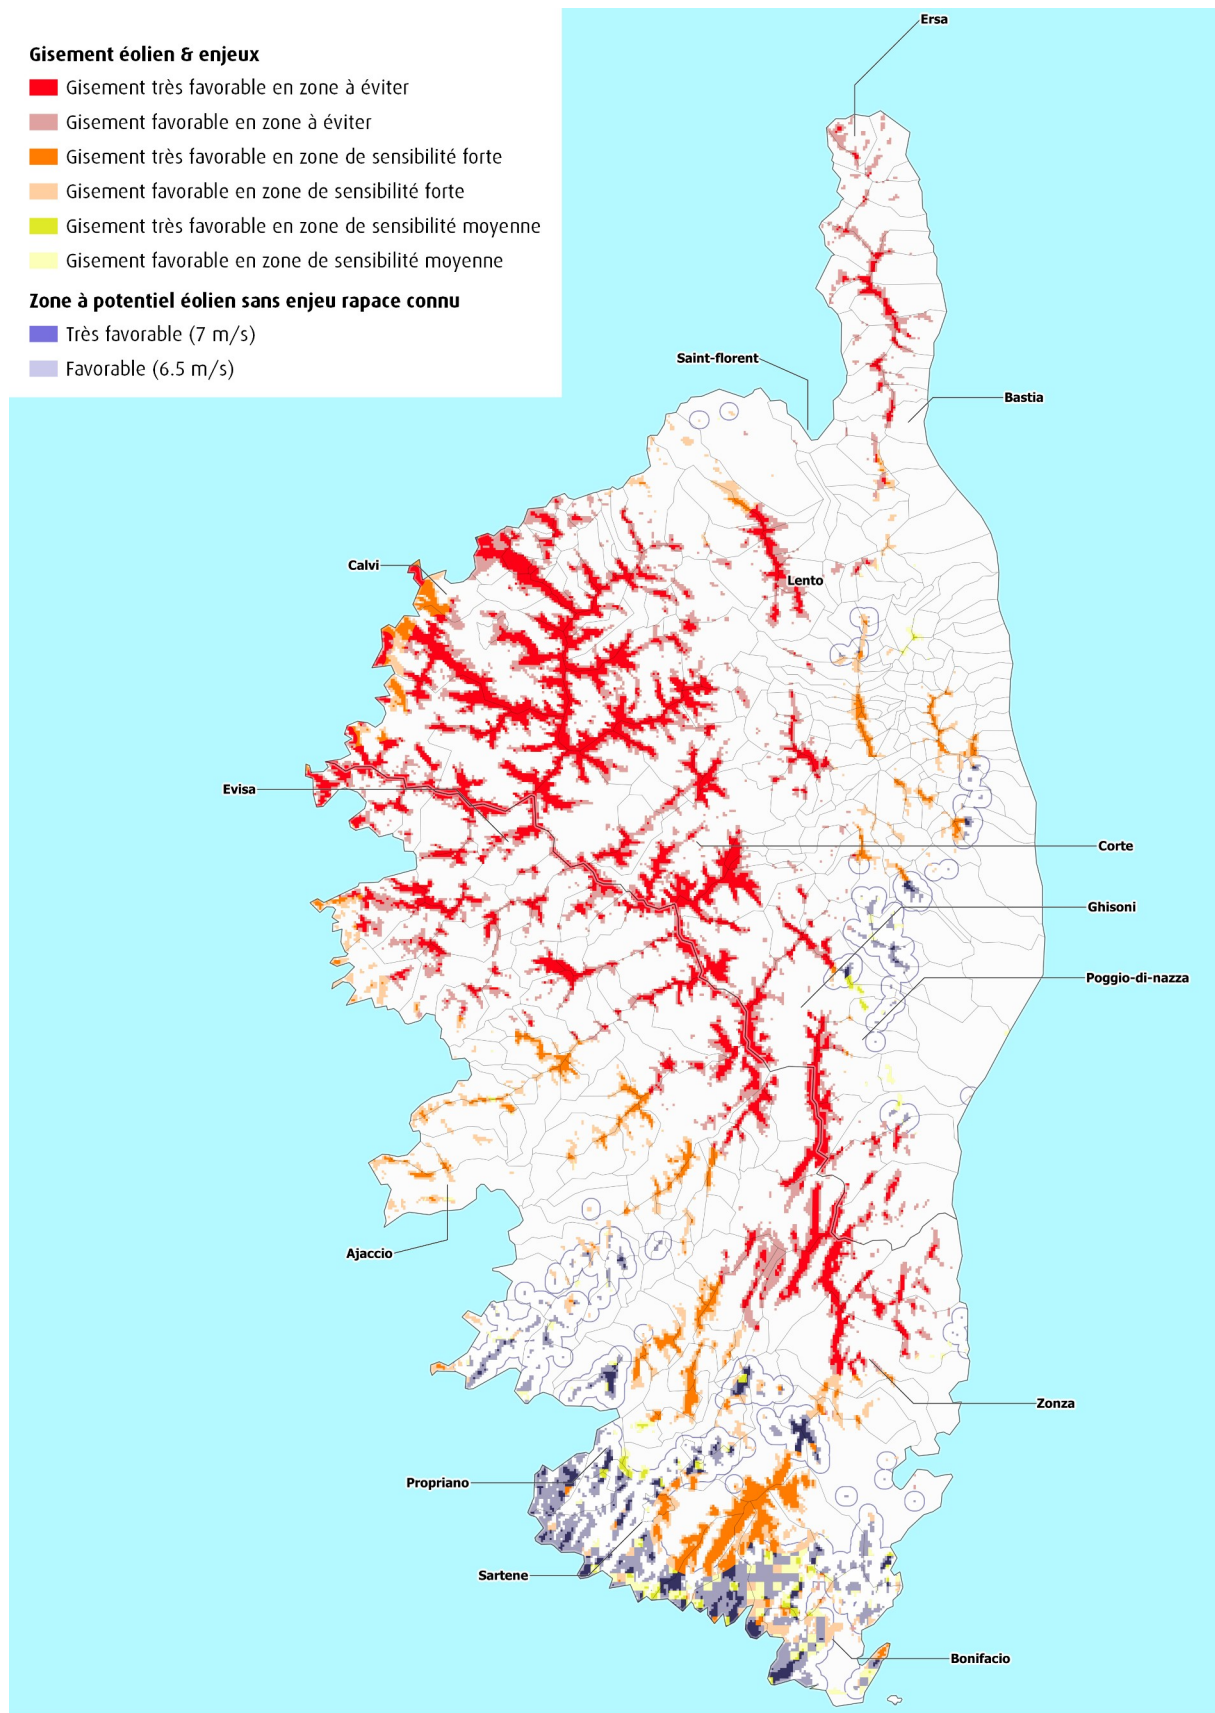 Gisement éolien & enjeux
Gisement très favorable en zone à éviter
Gisement favorable en zone à éviter
Gisement très favorable en zone de sensibilité forte
Gisement favorable en zone de sensibilité forte
Gisement très favorable en zone de sensibilité moyenne
Gisement favorable en zone de sensibilité moyenne
Zone à potentiel éolien sans enjeu rapace connu
Très favorable (7 m/s)
Favorable (6.5 m/s)
Ersa
Saint-florent
Bastia
Calvi
Lento
Evisa
Corte
Ghisoni
Poggio-di-nazza
Ajaccio
Zonza
Propriano
Sartene
Bonifacio